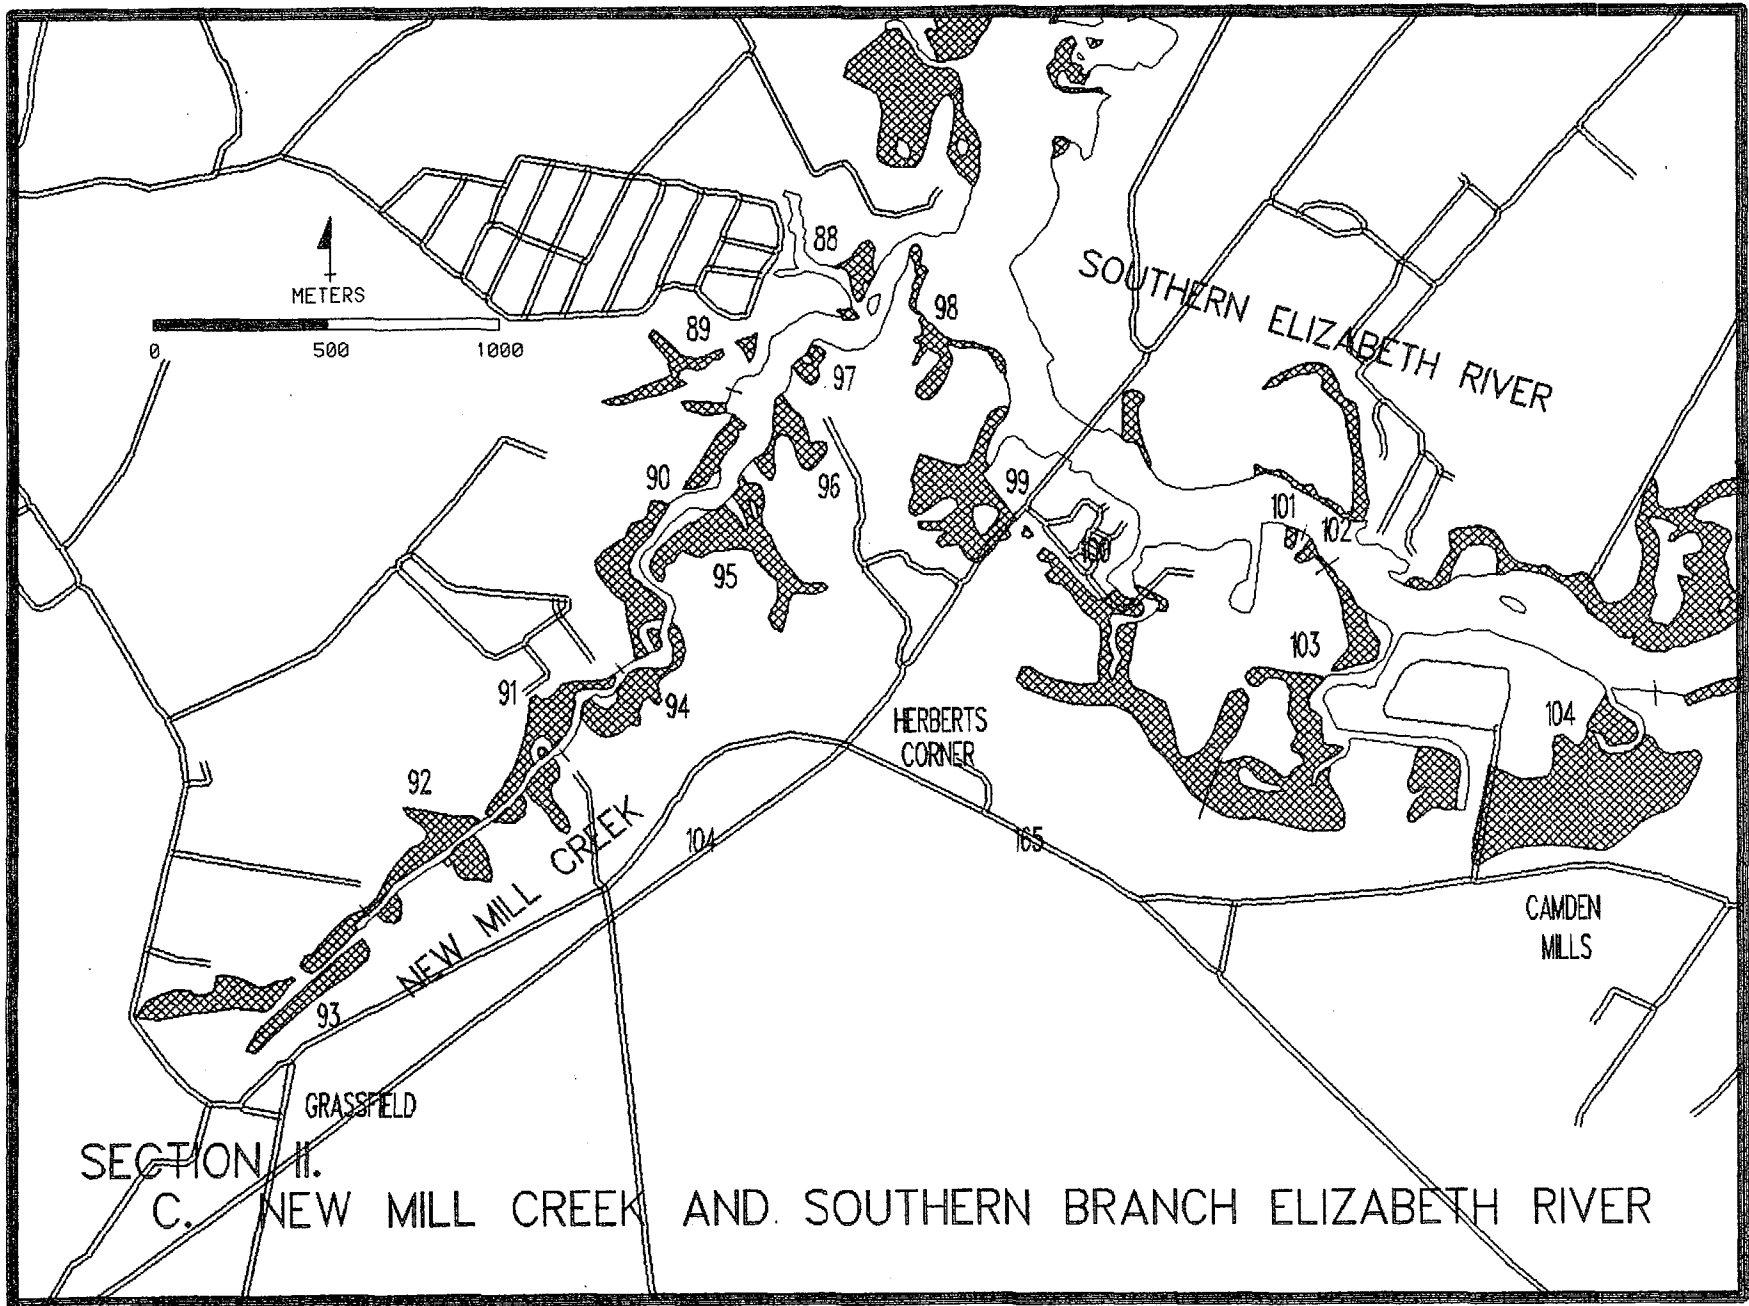 88
SOUTHERN ELIZABETH RIVER
METERS
0 500 1000
98
89
97
90
96
99
101
102
100
95
103
91
94
104
HERBERTS
CORNER
92
104
165
NEW MILL CREEK
CAMDEN
MILLS
93
GRASSFIELD
SECTION II.
C. NEW MILL CREEK AND SOUTHERN BRANCH ELIZABETH RIVER